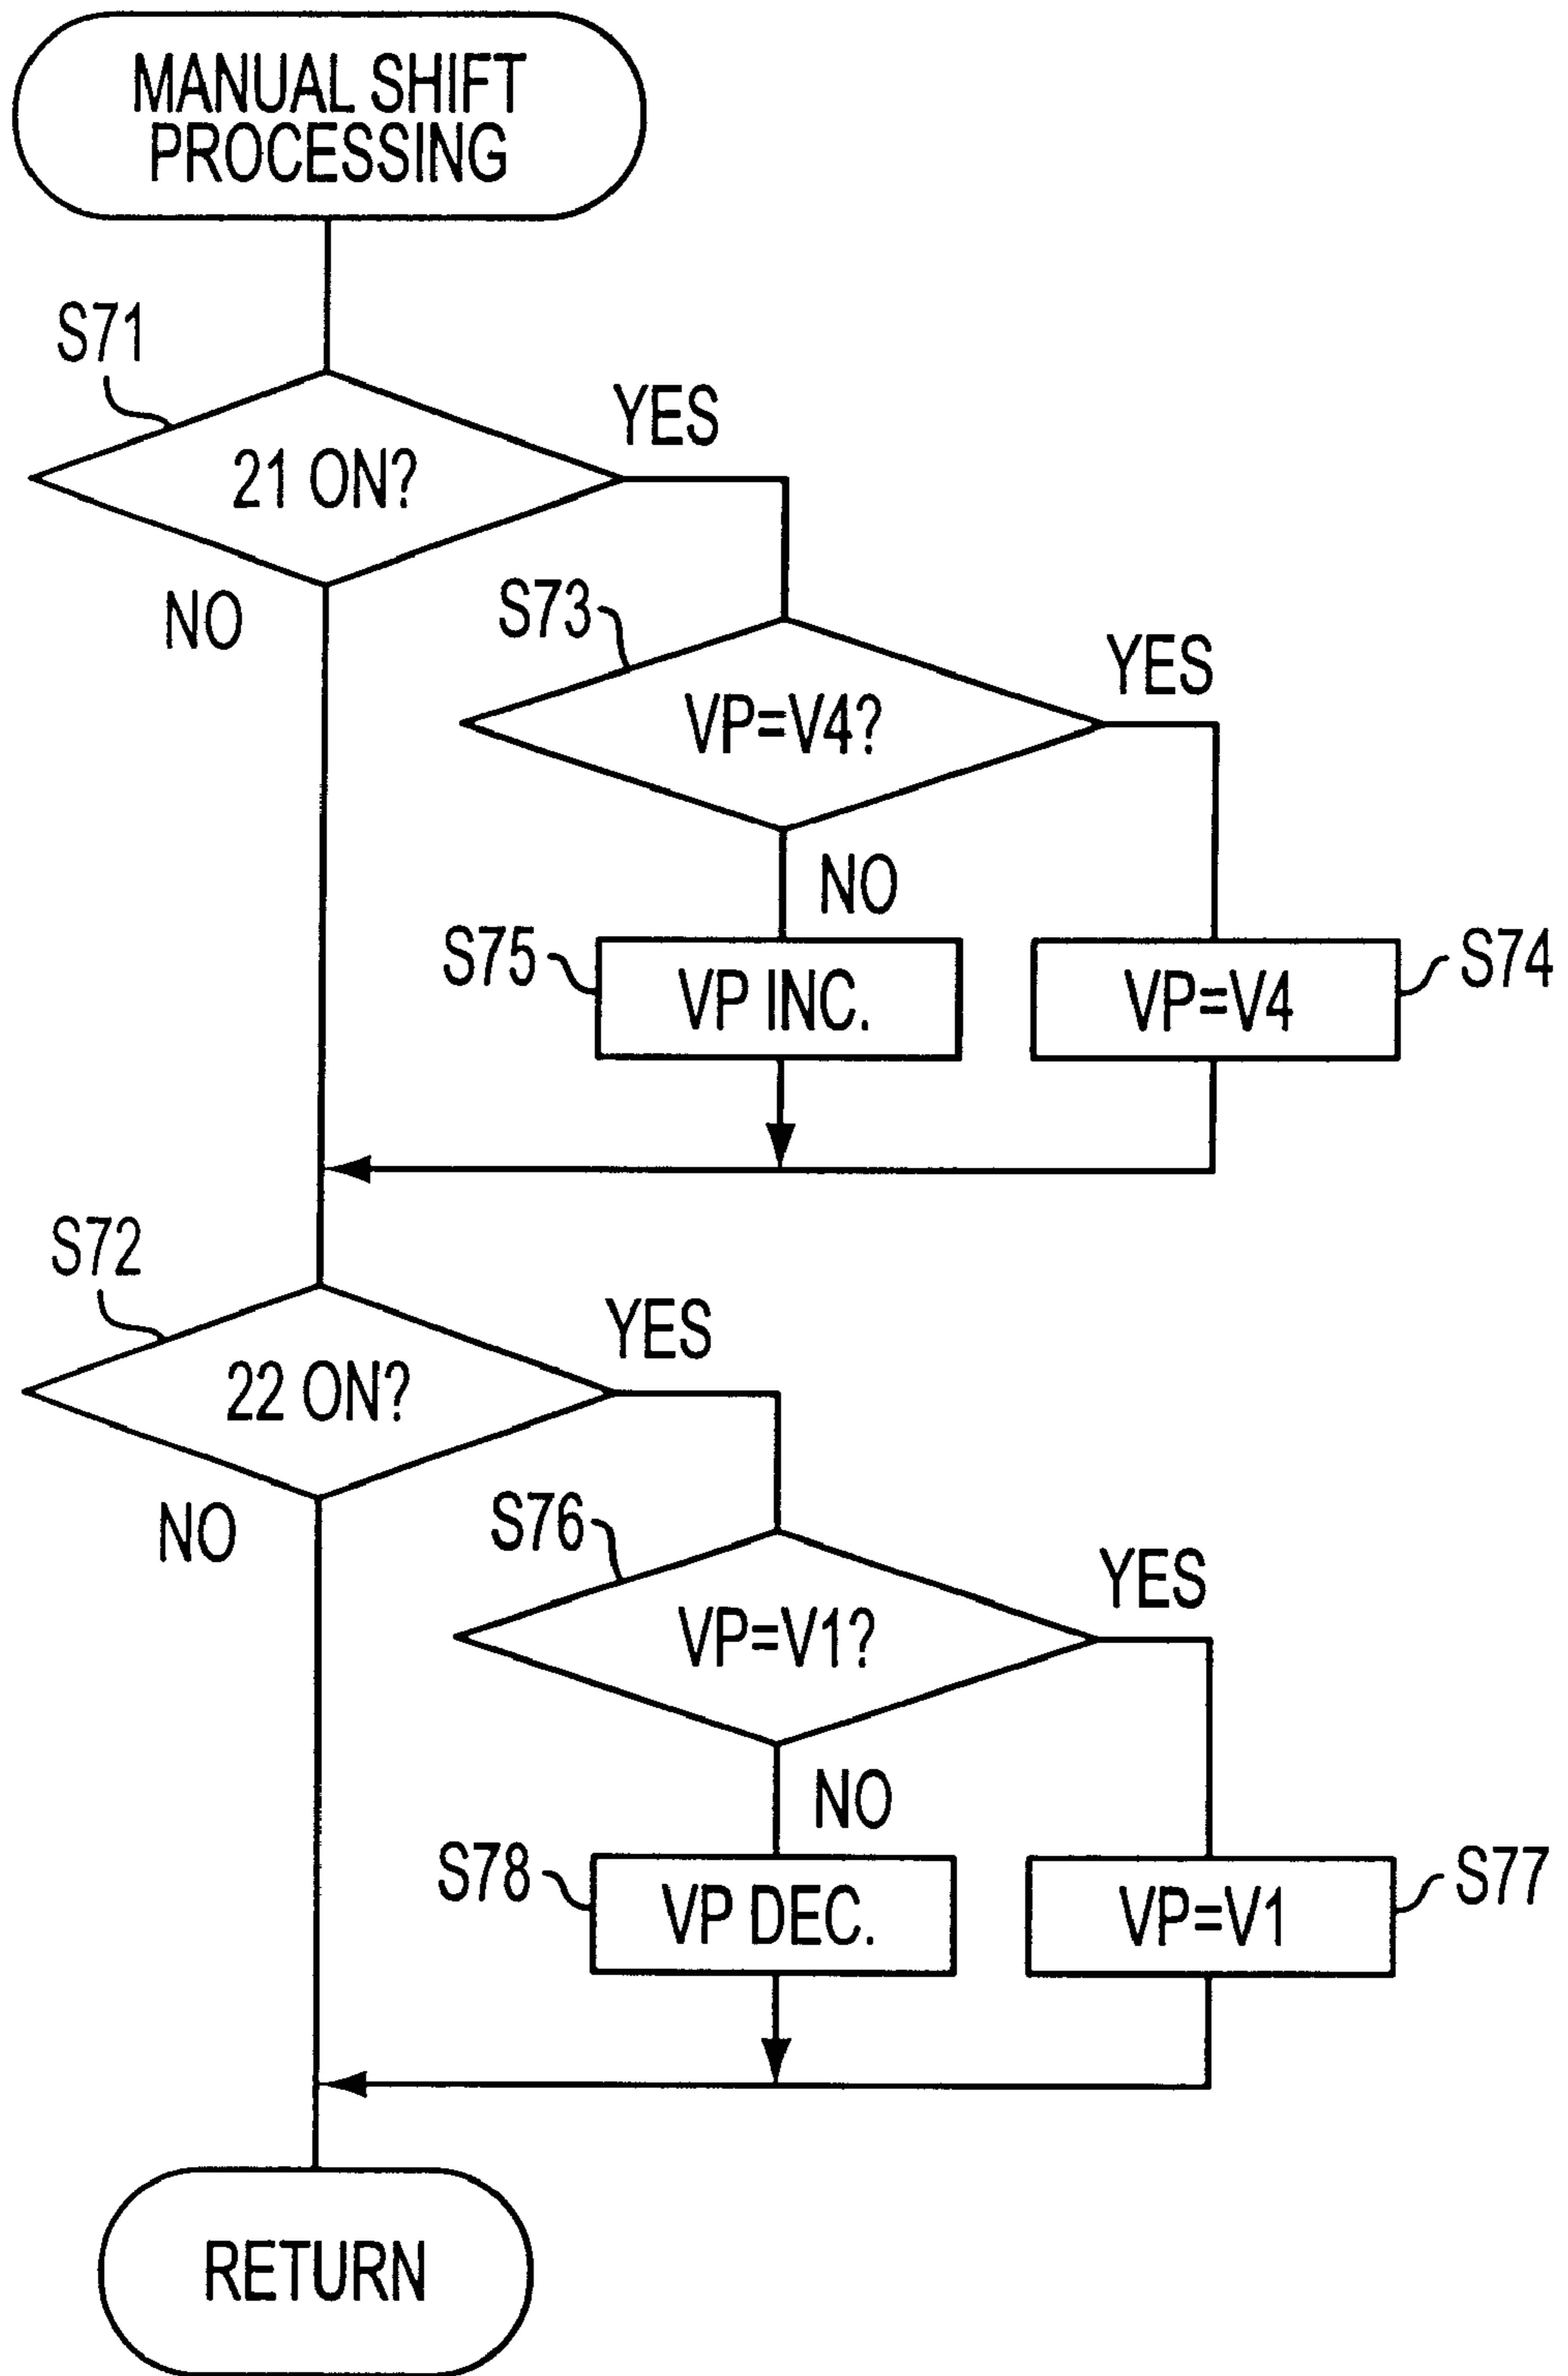 MANUAL SHIFT
PROCESSING
S71
21 ON?
YES
NO
S73
VP=V4?
YES
NO
S75
VP INC.
VP=V4
S74
S72
22 ON?
YES
NO
S76
VP=V1?
YES
NO
S78
VP DEC.
VP=V1
S77
RETURN